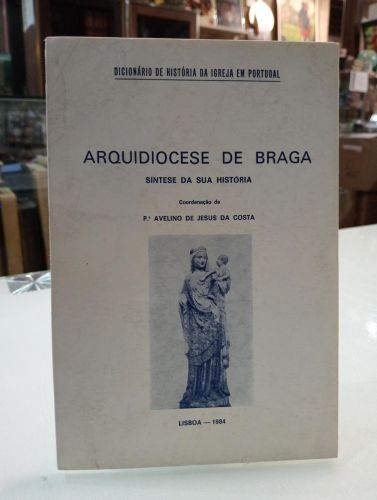 DICIONÁRIO DE HISTÓRIA DA IGREJA EM PORTUGAL
ARQUIDIOCESE DE BRAGA
SÍNTESE DA SUA HISTÓRIA
Coordenação de
P.e AVELINO DE JESUS DA COSTA
LISBOA — 1984